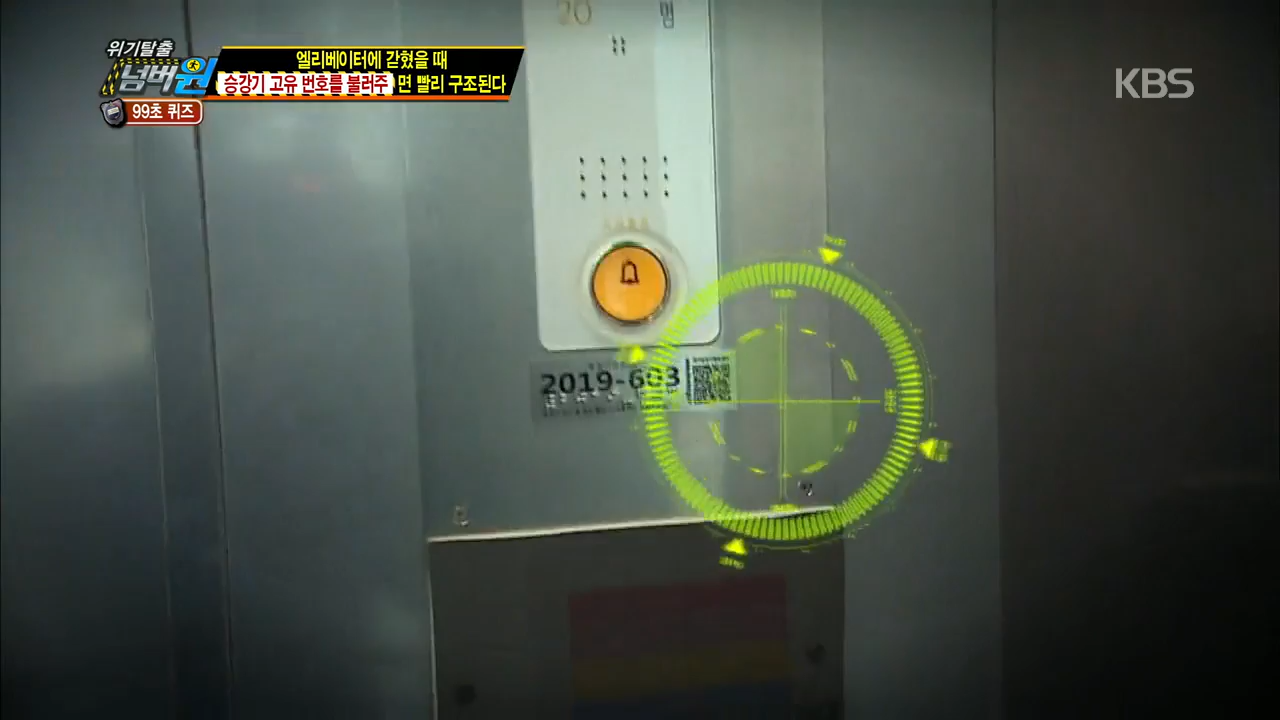 위기탈출
넘버원
99초 퀴즈
엘리베이터에 갇혔을 때
승강기 고유 번호를 불러주 면 빨리 구조된다
KBS
20
명
2019-603